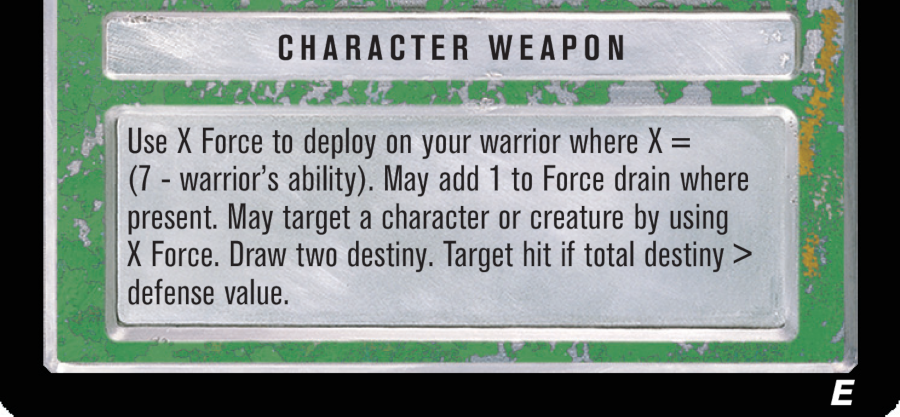 CHARACTER WEAPON
Use X Force to deploy on your warrior where X =
(7 - warrior's ability). May add 1 to Force drain where
present. May target a character or creature by using
X Force. Draw two destiny. Target hit if total destiny >
defense value.
E